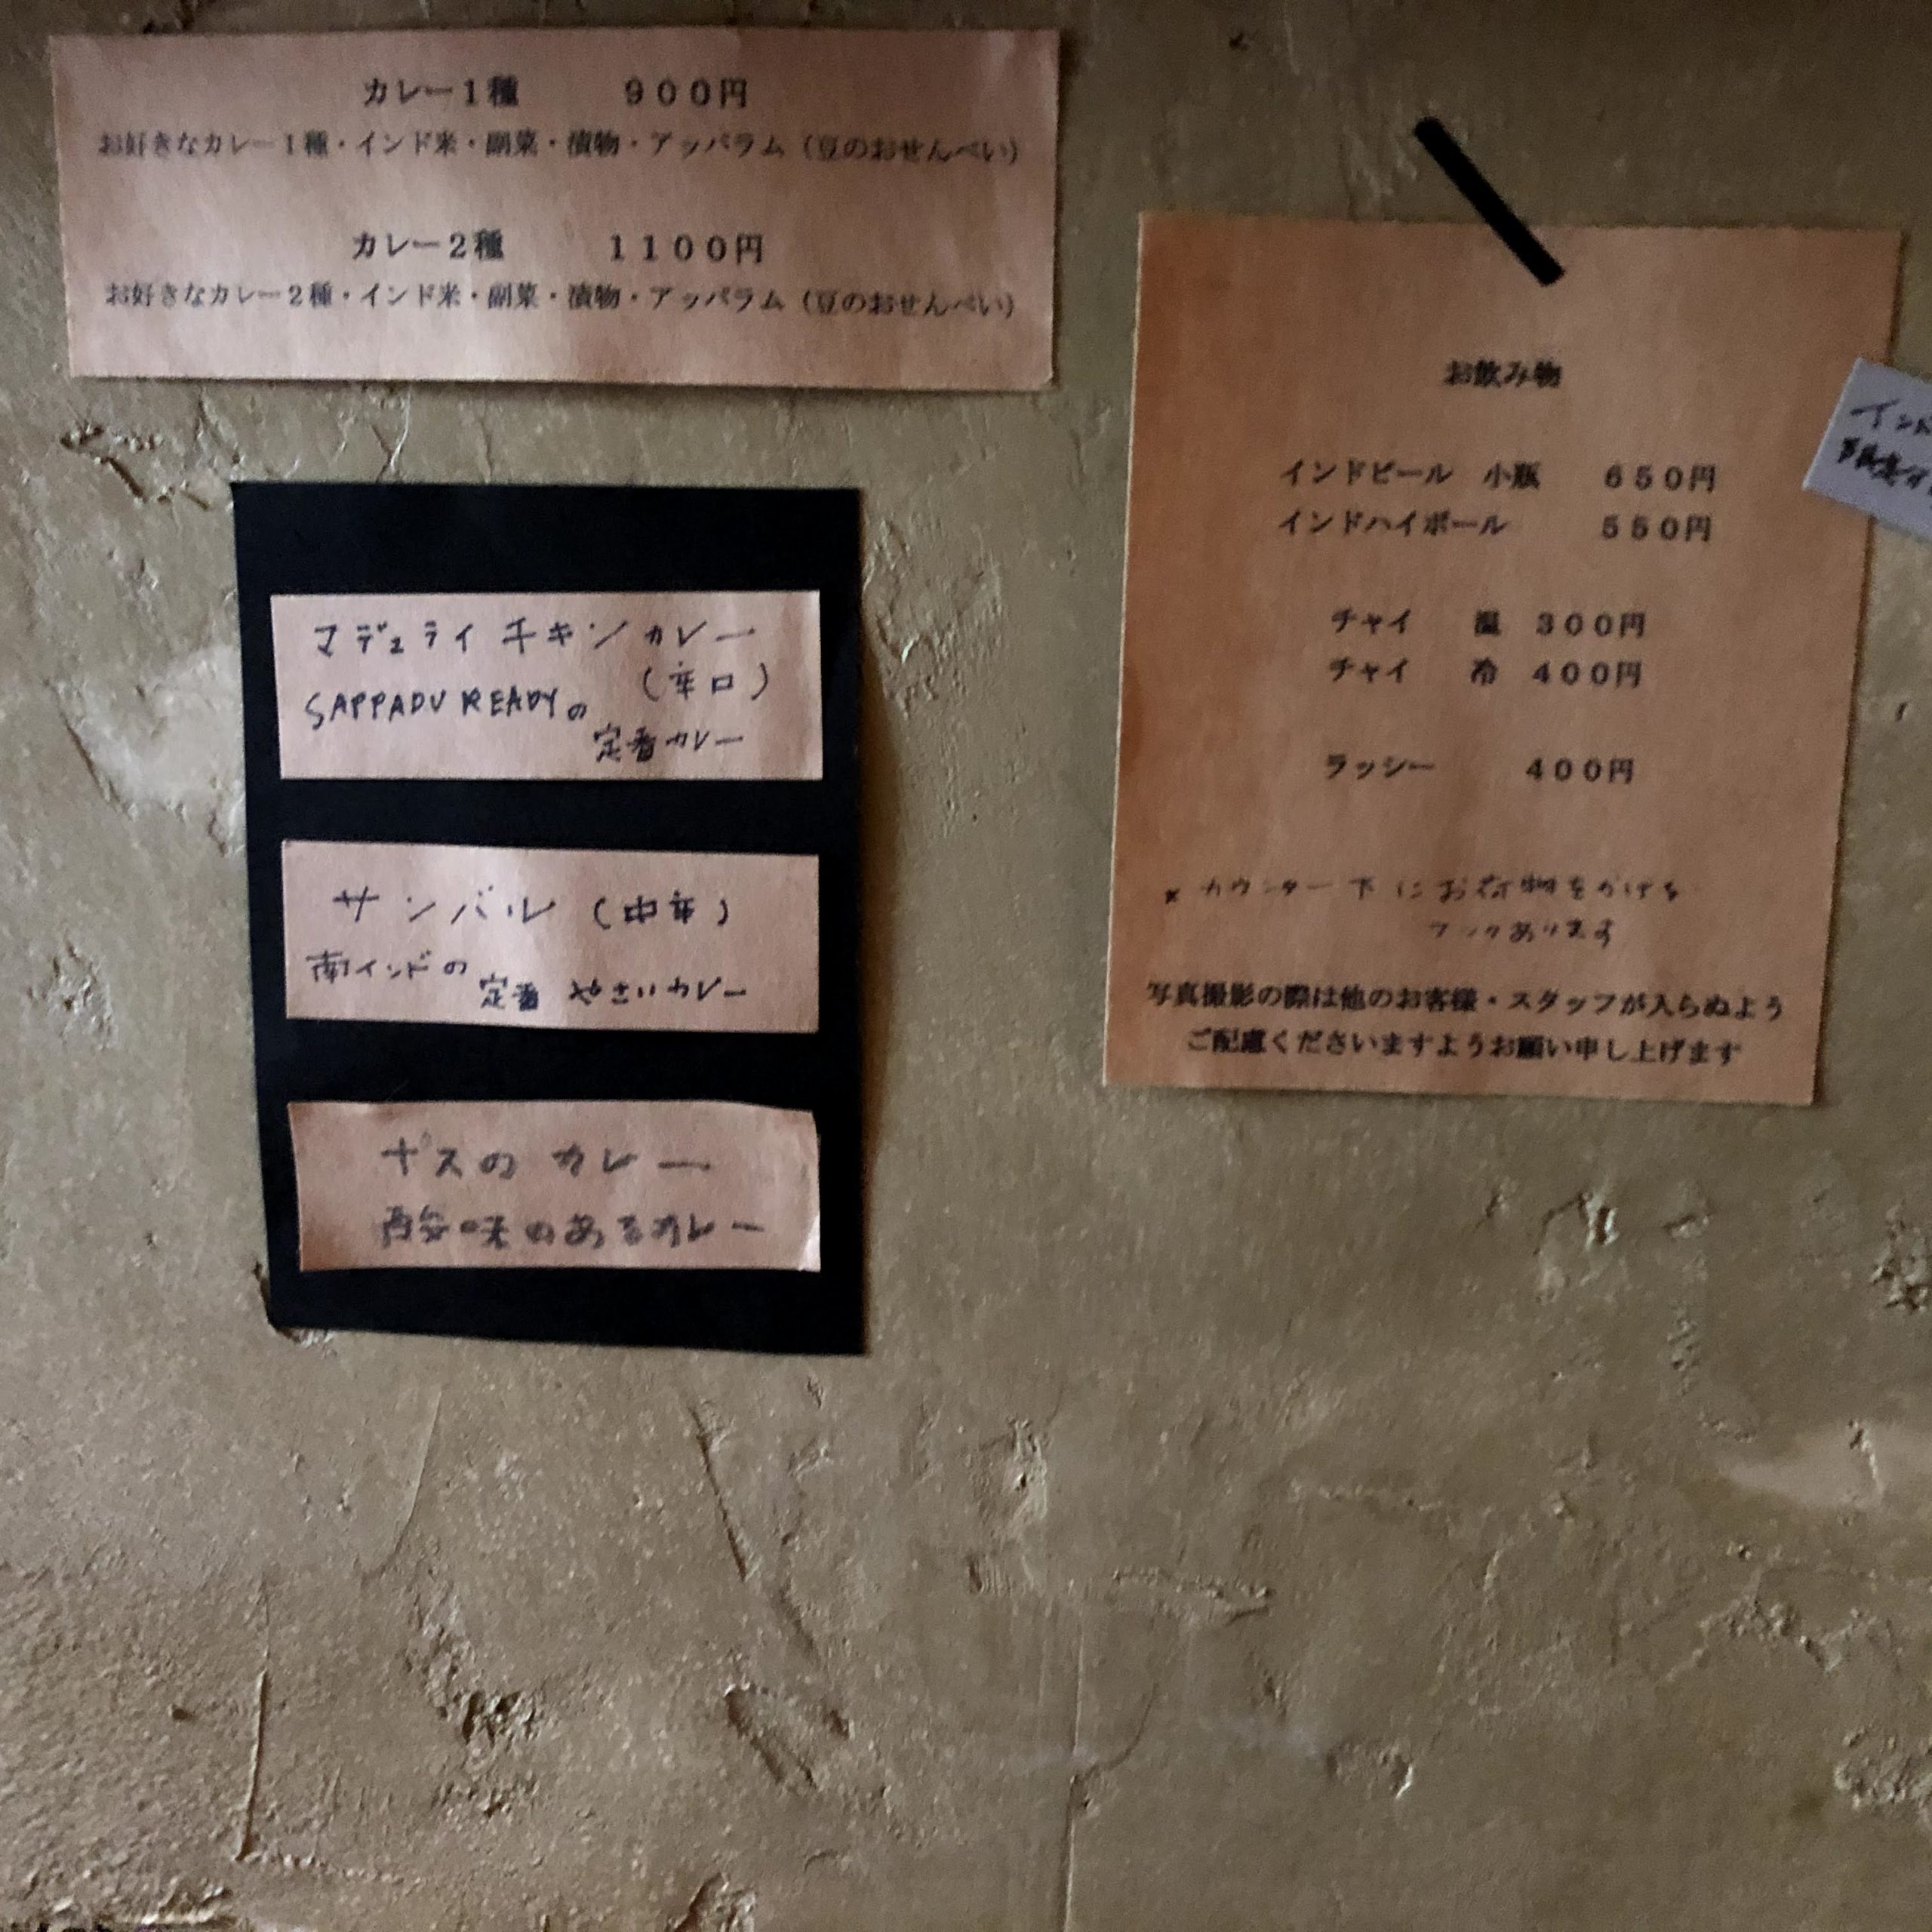 カレー1種 900円
お好きなカレー1種・インド米・副菜・漬物・アッパラム（豆のおせんべい）
カレー2種 1100円
お好きなカレー2種・インド米・副菜・漬物・アッパラム（豆のおせんべい）
マデュライチキンカレー
（辛口）
SAPPADU READYの
定番カレー
サンバル（中辛）
南インドの
定番 やさいカレー
ナスのカレー
酸味のあるカレー
お飲み物
インドビール 小瓶 650円
インドハイボール 550円
チャイ 温 300円
チャイ 冷 400円
ラッシー 400円
* カウンター下にお荷物をかける
フックあります
写真撮影の際は他のお客様・スタッフが入らぬよう
ご配慮くださいますようお願い申し上げます
インド